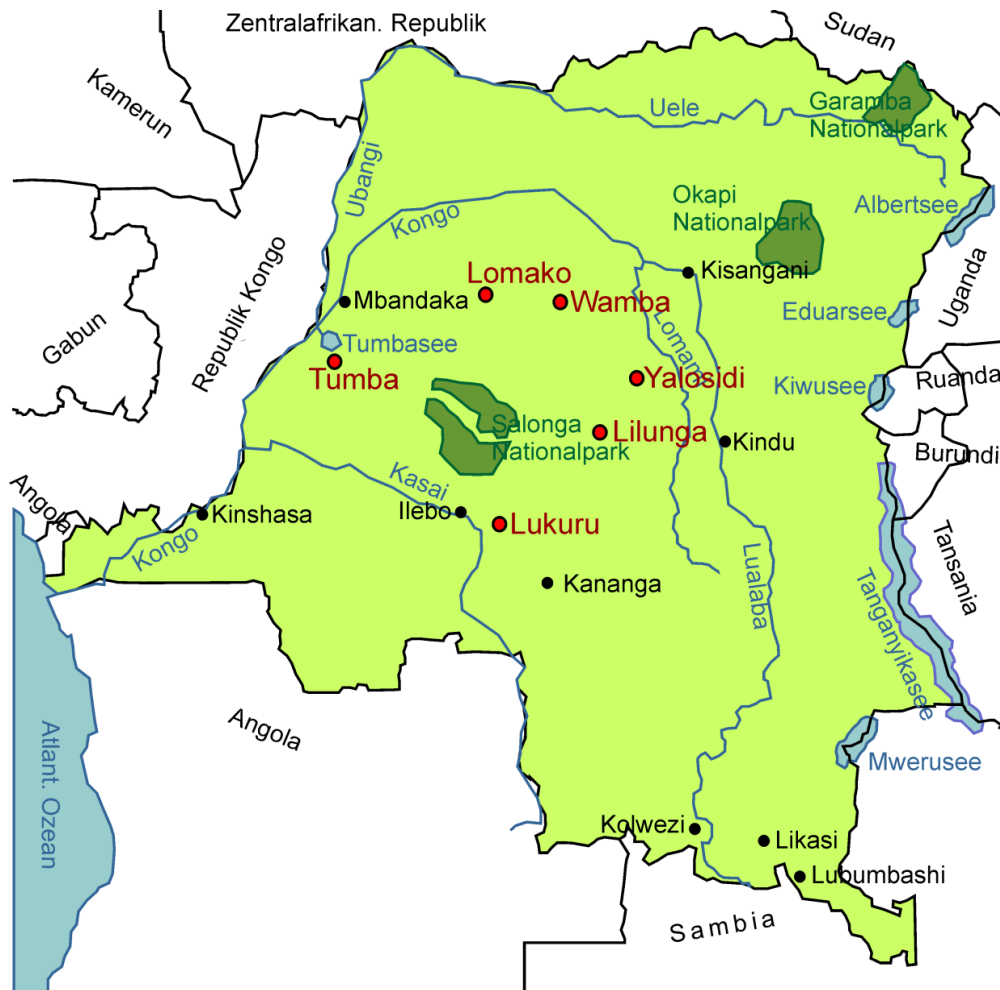 Zentralafrikan. Republik
Sudan
Kamerun
Garamba
Nationalpark
Uele
Ubangi
Okapi
Nationalpark
Albertsee
Kongo
Kisangani
Uganda
Republik Kongo
Lomako
Wamba
Mbandaka
Eduarsee
Gabun
Lomami
Tumbasee
Tumba
Yalosidi
Kiwusee
Ruanda
Salonga
Nationalpark
Lilunga
Kindu
Burundi
Kasai
Angola
Kinshasa
Ilebo
Lukuru
Kongo
Kananga
Lualaba
Tansania
Tanganyikasee
Angola
Atlant. Ozean
Mwerusee
Kolwezi
Likasi
Lubumbashi
Sambia